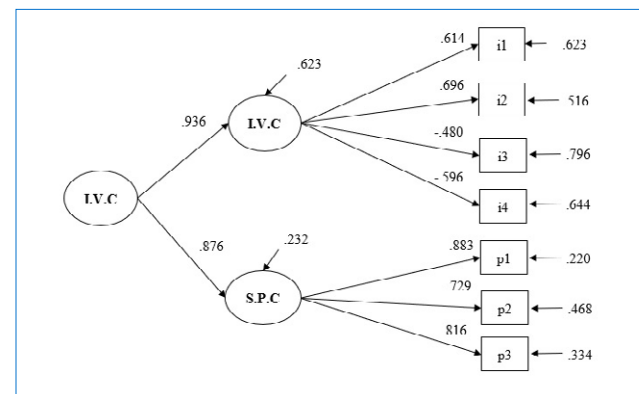 .614
i1
.623
.623
.696
i2
516
.936
I.V.C
-.480
i3
.796
-.596
i4
.644
I.V.C
.876
.232
.883
p1
.220
S.P.C
729
p2
.468
816
p3
.334